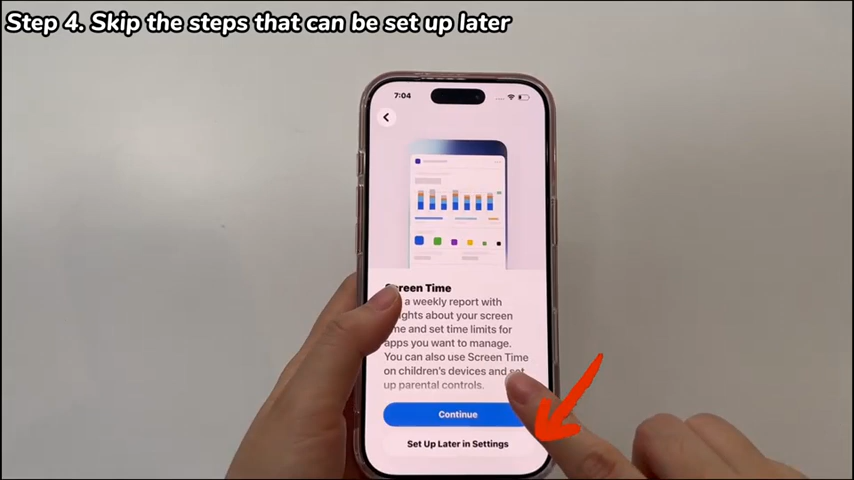 Step 4. Skip the steps that can be set up later
7:04
Screen Time
a weekly report with
about your screen
and set time limits for
apps you want to manage.
You can also use Screen Time
on children's devices and set
up parental controls.
Continue
Set Up Later in Settings